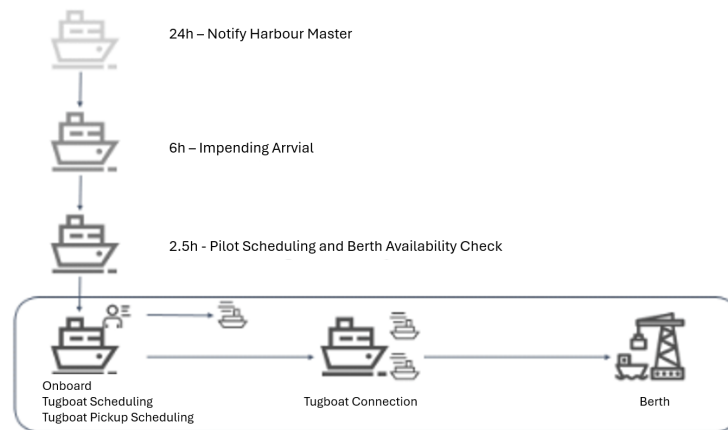 24h – Notify Harbour Master
6h – Impending Arrvial
2.5h - Pilot Scheduling and Berth Availability Check
Onboard
Tugboat Scheduling
Tugboat Pickup Scheduling
Tugboat Connection
Berth